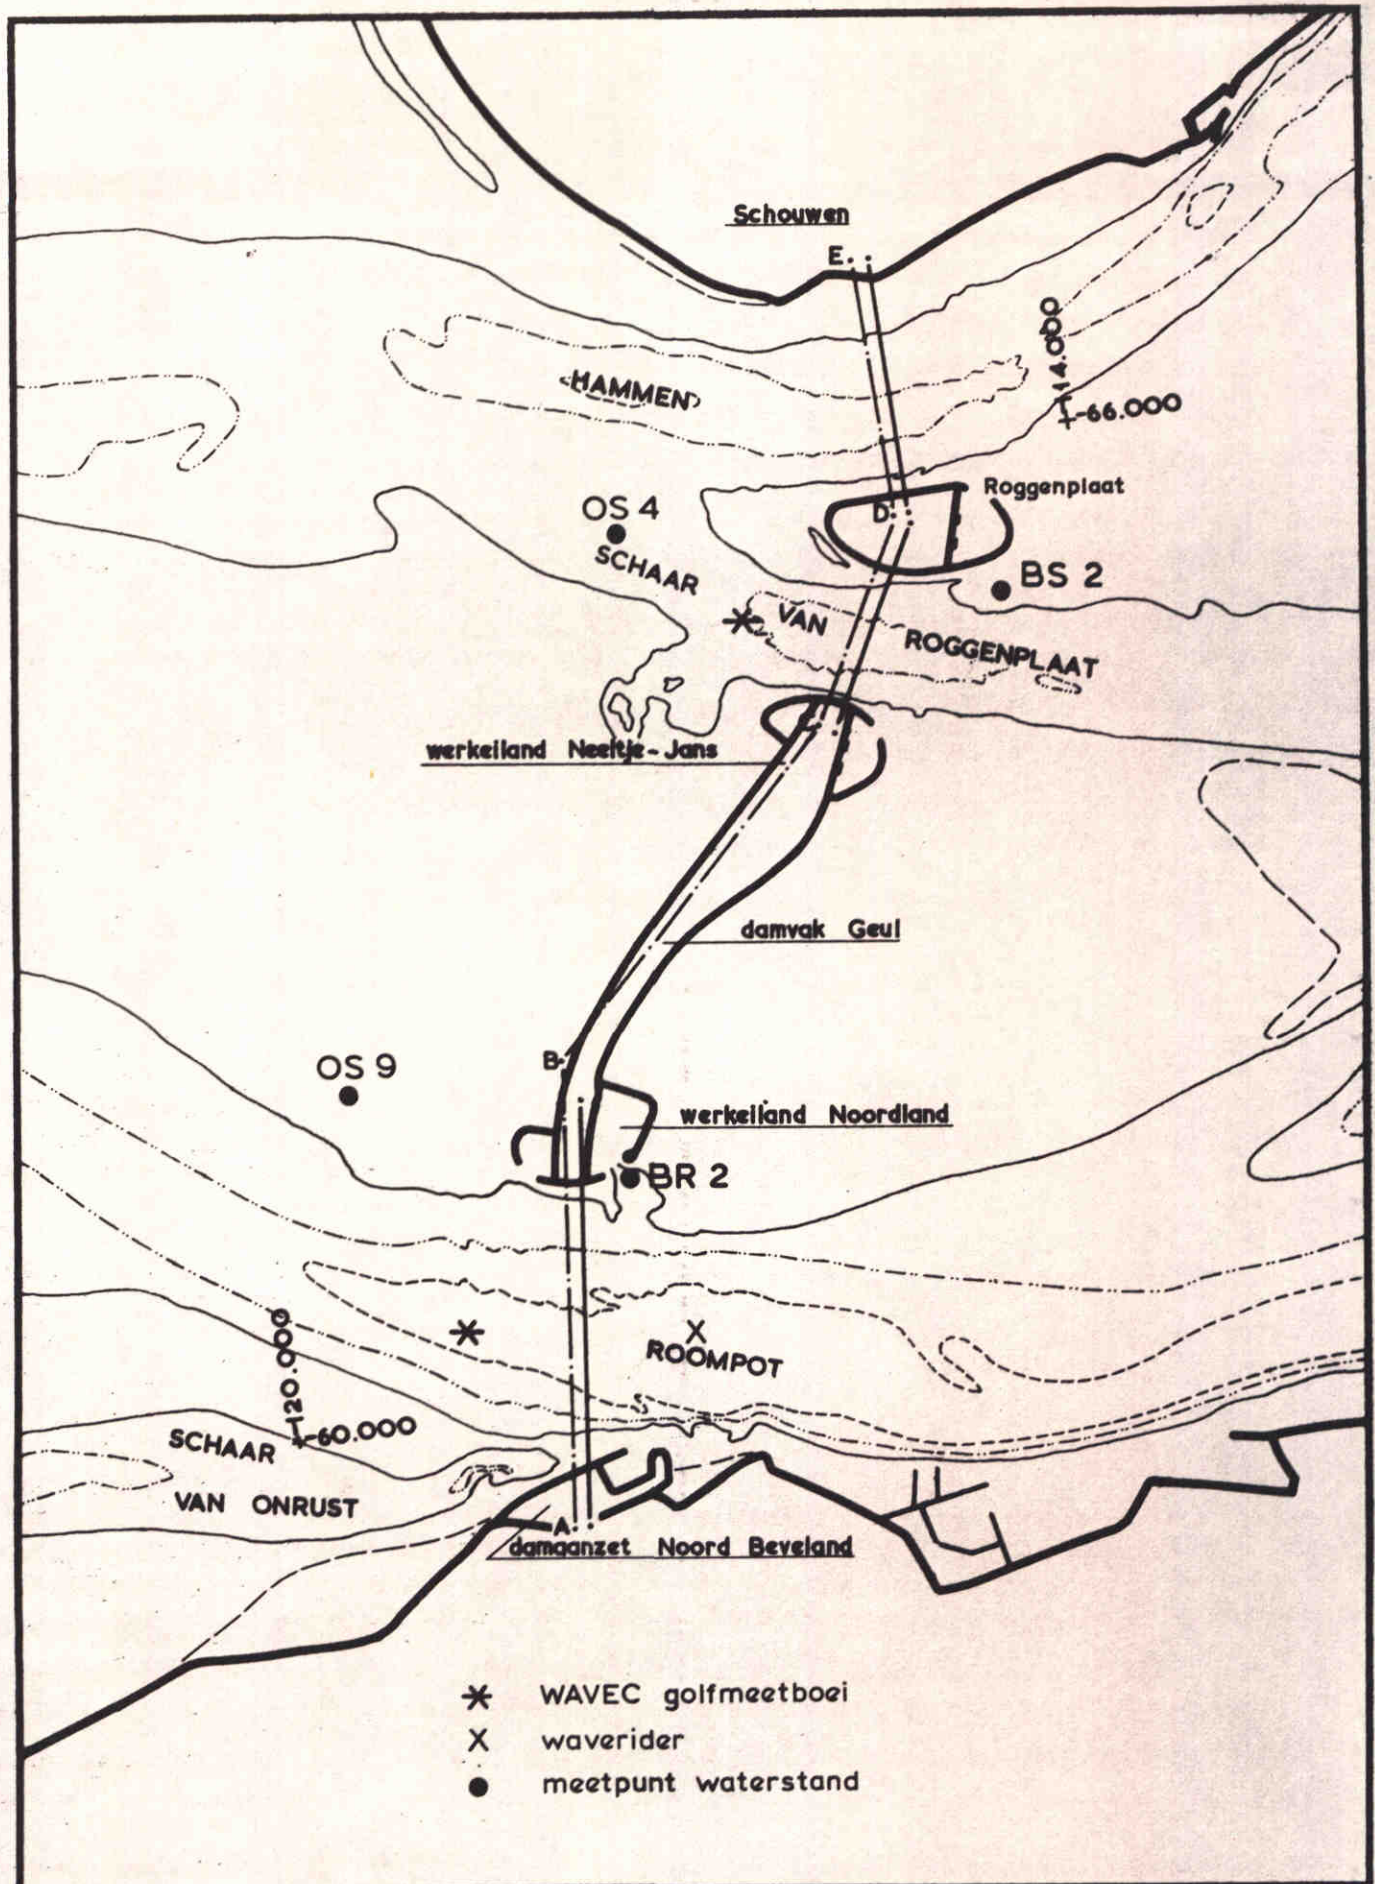 Schouwen
E.
HAMMEN
14.000
-66.000
Roggenplaat
D
OS 4
SCHAAR
VAN
ROGGENPLAAT
BS 2
werkeiland Neeltje-Jans
damvak Geul
B
OS 9
werkeiland Noordland
BR 2
ROOMPOT
120.000
-60.000
SCHAAR
VAN ONRUST
A
damaanzet Noord Beveland
WAVEC golfmeetboei
X waverider
meetpunt waterstand